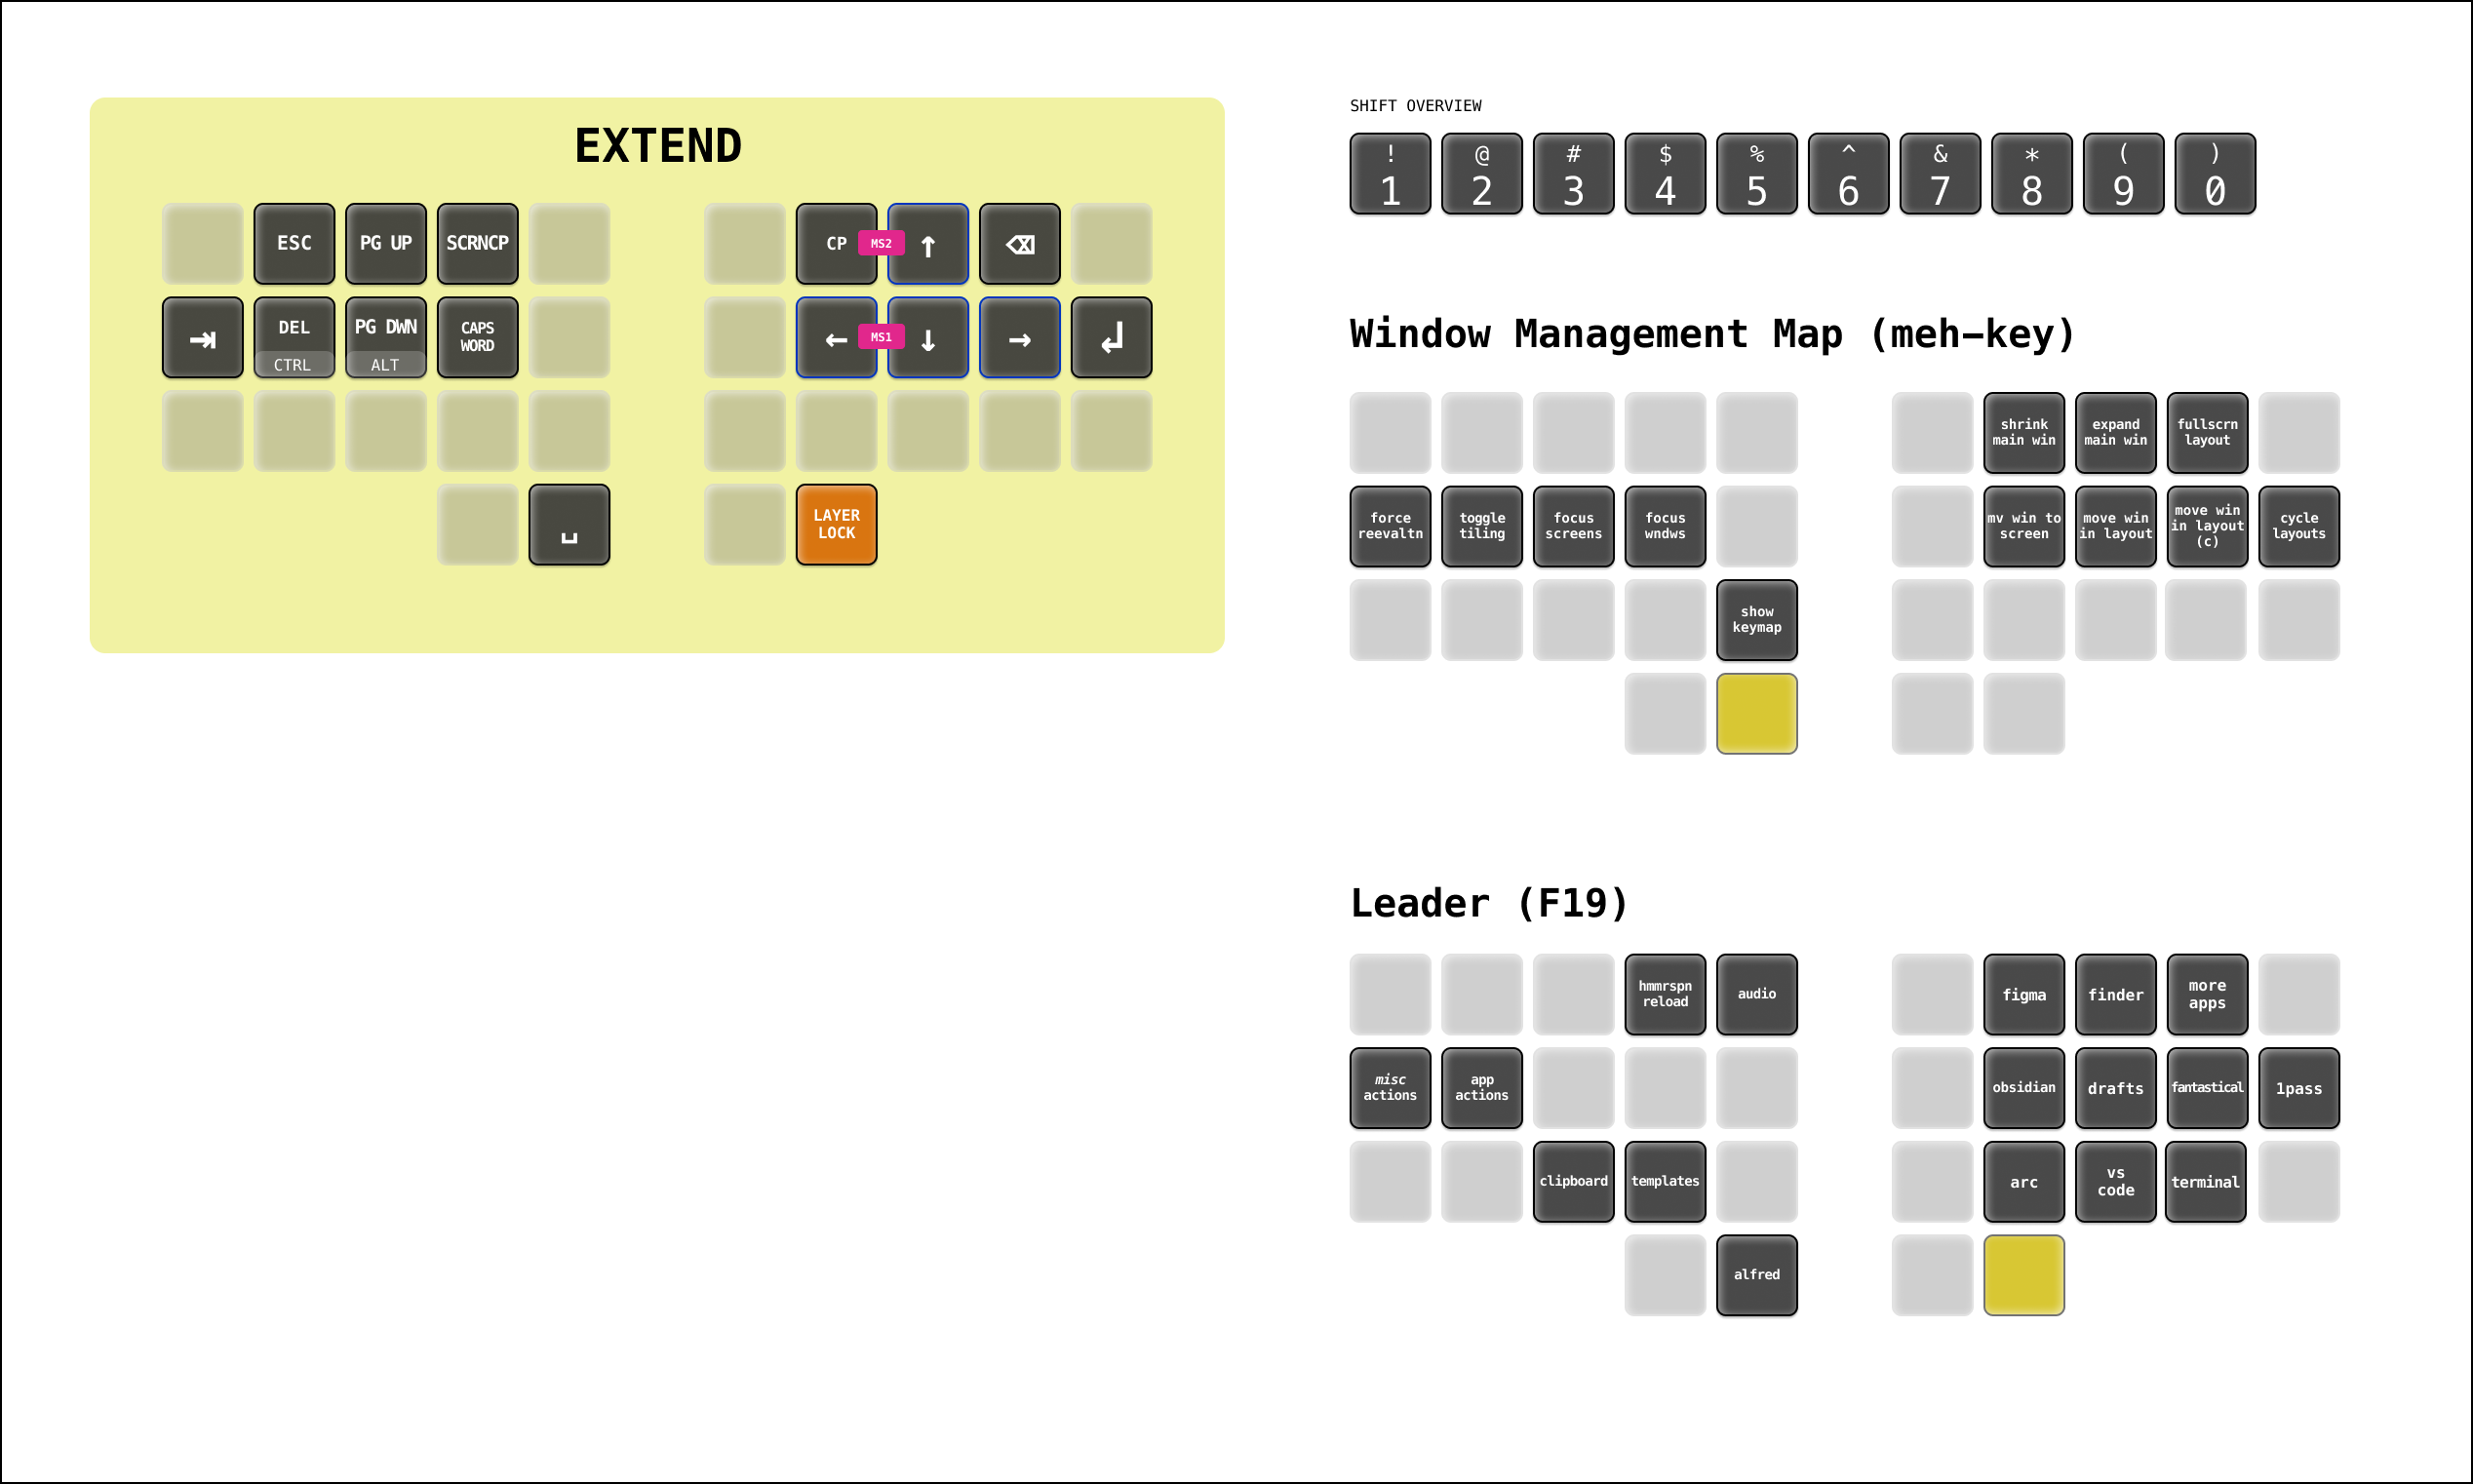 EXTEND
ESC
PG UP
SCRNCP
CP
MS2
↑
⌫
⇥
DEL
CTRL
PG DWN
ALT
CAPS
WORD
←
MS1
↓
→
↲
␣
LAYER
LOCK
SHIFT OVERVIEW
!
1
@
2
#
3
$
4
%
5
^
6
&
7
*
8
(
9
)
0
Window Management Map (meh–key)
shrink
main win
expand
main win
fullscrn
layout
force
reevaltn
toggle
tiling
focus
screens
focus
wndws
mv win to
screen
move win
in layout
move win
in layout
(c)
cycle
layouts
show
keymap
Leader (F19)
hmmrspn
reload
audio
figma
finder
more
apps
misc
actions
app
actions
obsidian
drafts
fantastical
1pass
clipboard
templates
arc
vs
code
terminal
alfred